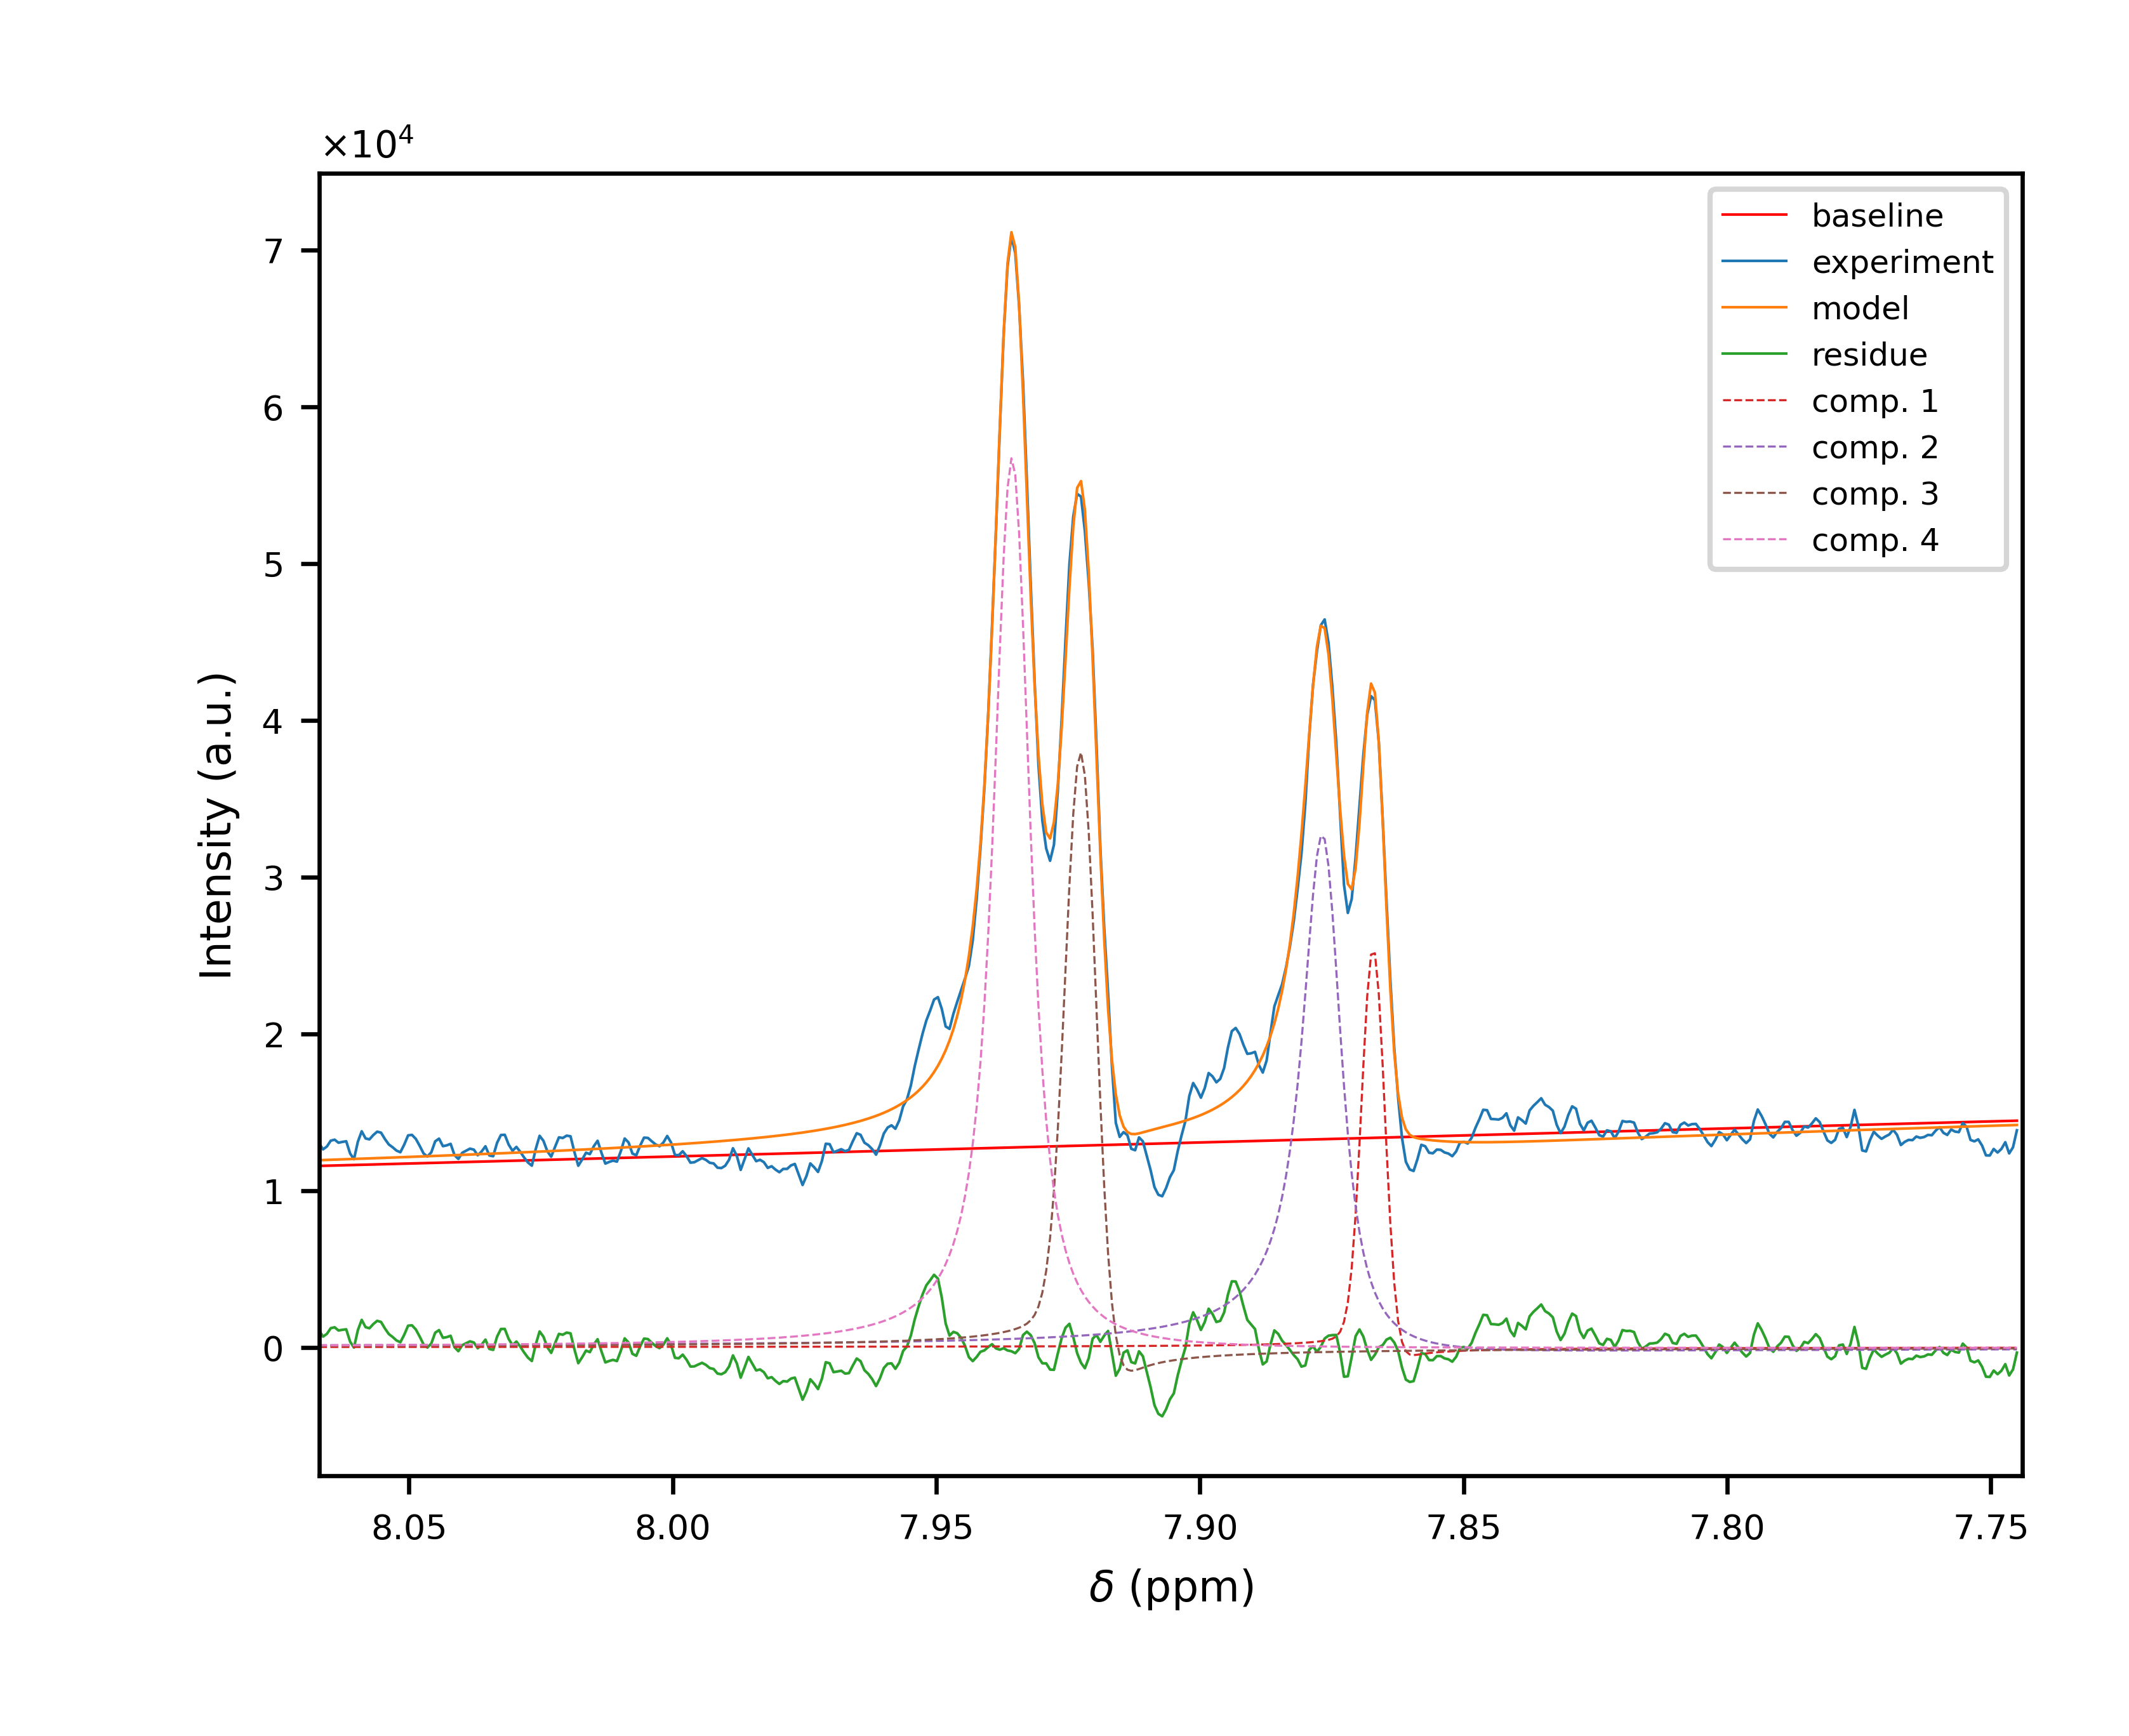 ×10⁴
baseline
experiment
model
residue
comp. 1
comp. 2
comp. 3
comp. 4
7
6
5
4
3
2
1
0
Intensity (a.u.)
8.05 8.00 7.95 7.90 7.85 7.80 7.75
δ (ppm)